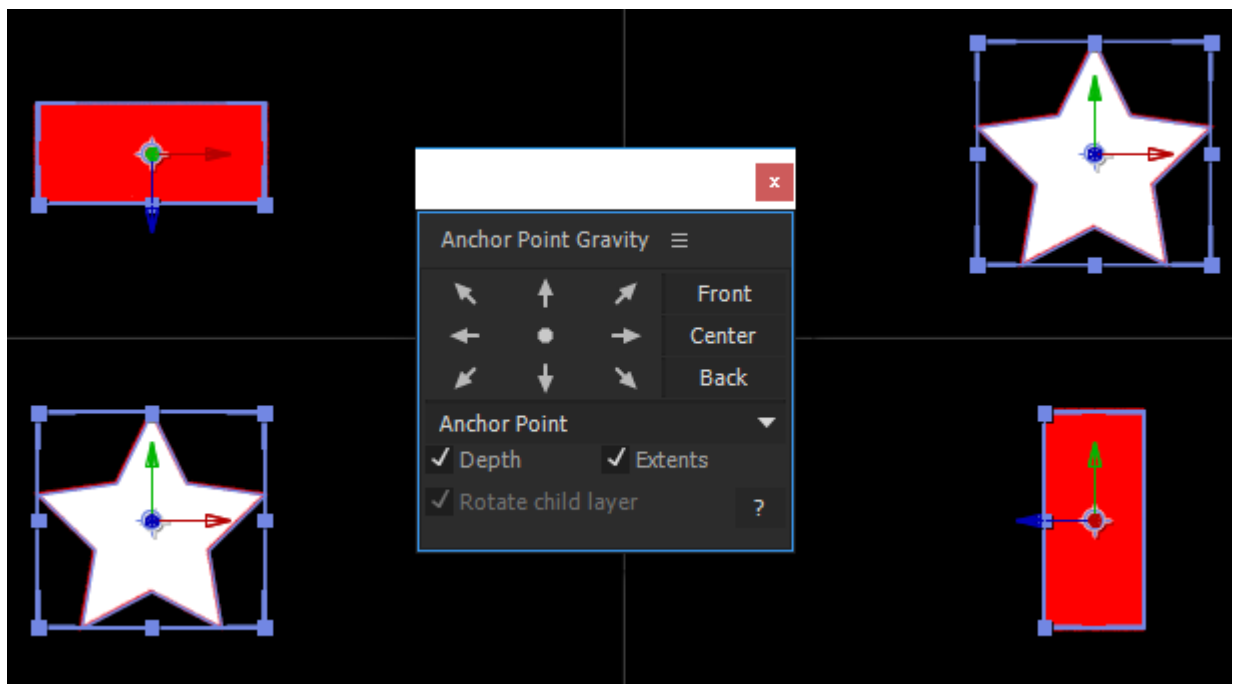 x
Anchor Point Gravity
Front
Center
Back
Anchor Point
Depth Extents
Rotate child layer ?